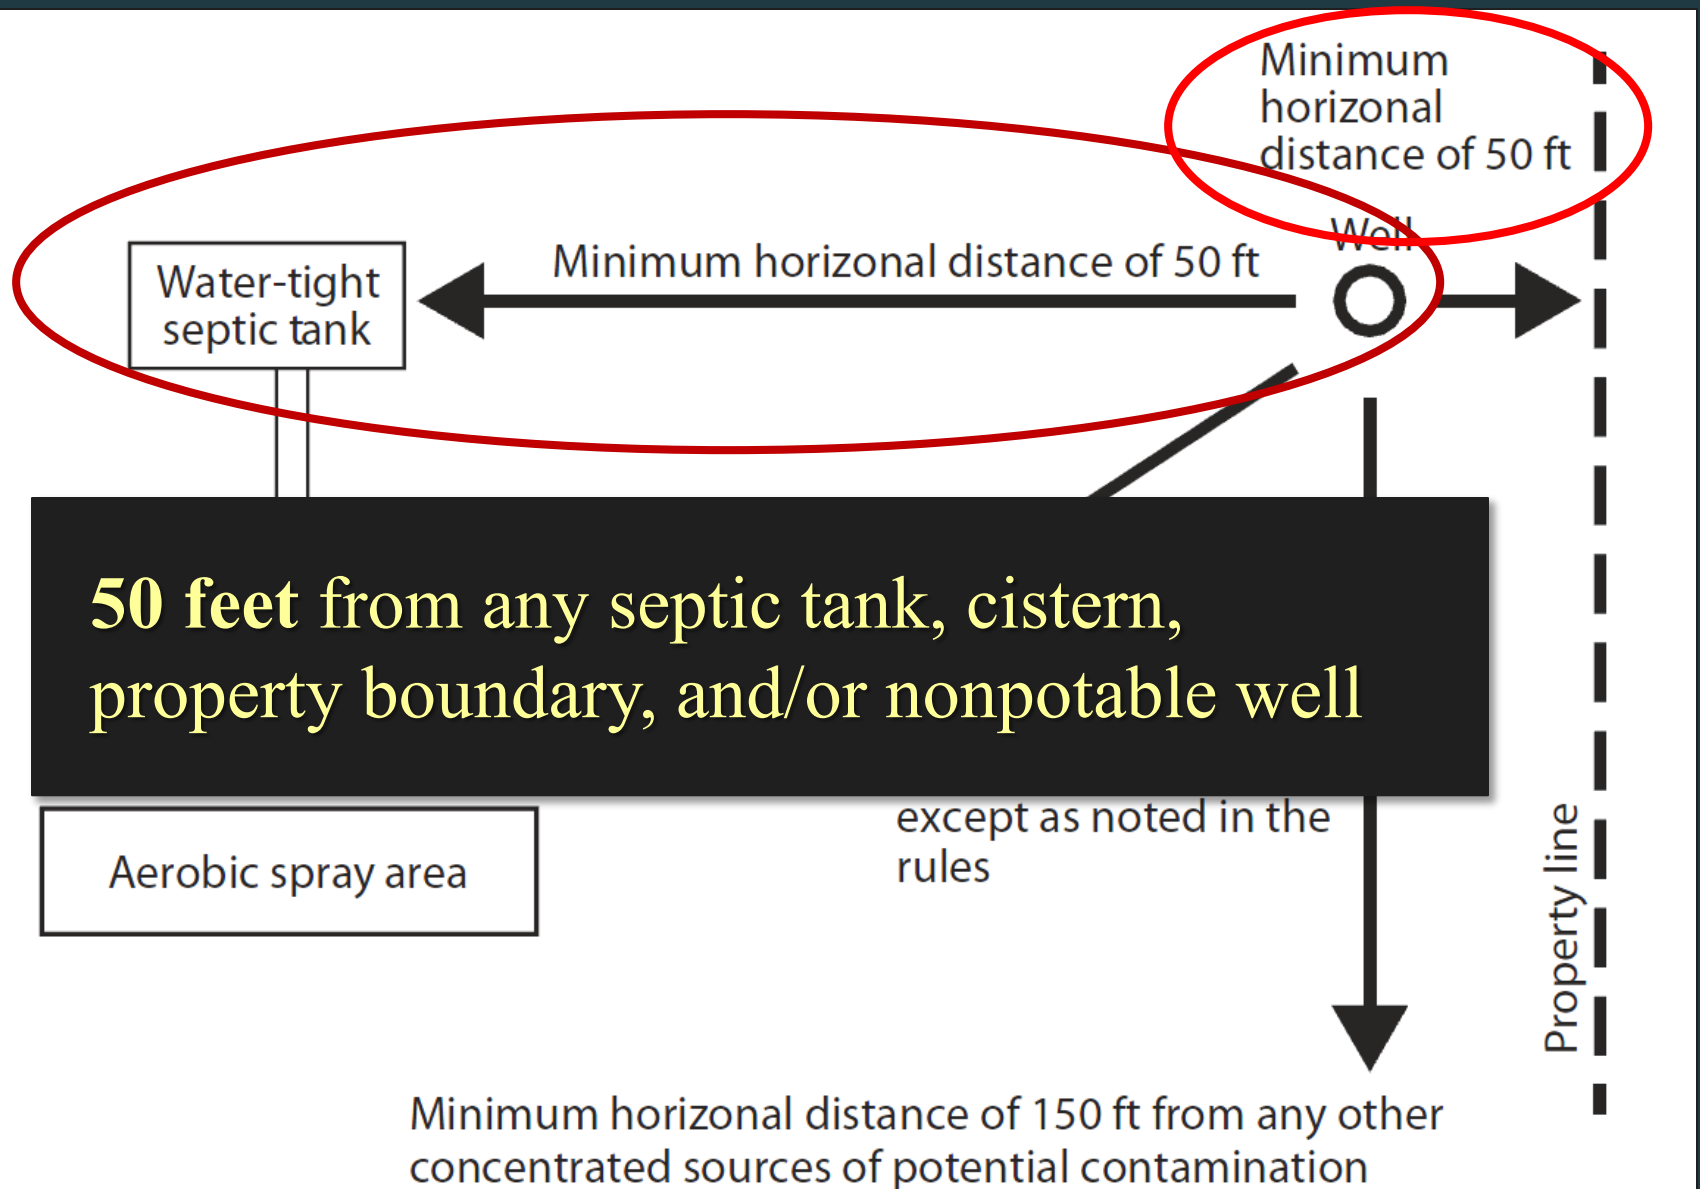 Minimum
horizonal
distance of 50 ft
Well
Minimum horizonal distance of 50 ft
Water-tight
septic tank
50 feet from any septic tank, cistern,
property boundary, and/or nonpotable well
except as noted in the
rules
Aerobic spray area
Property line
Minimum horizonal distance of 150 ft from any other
concentrated sources of potential contamination